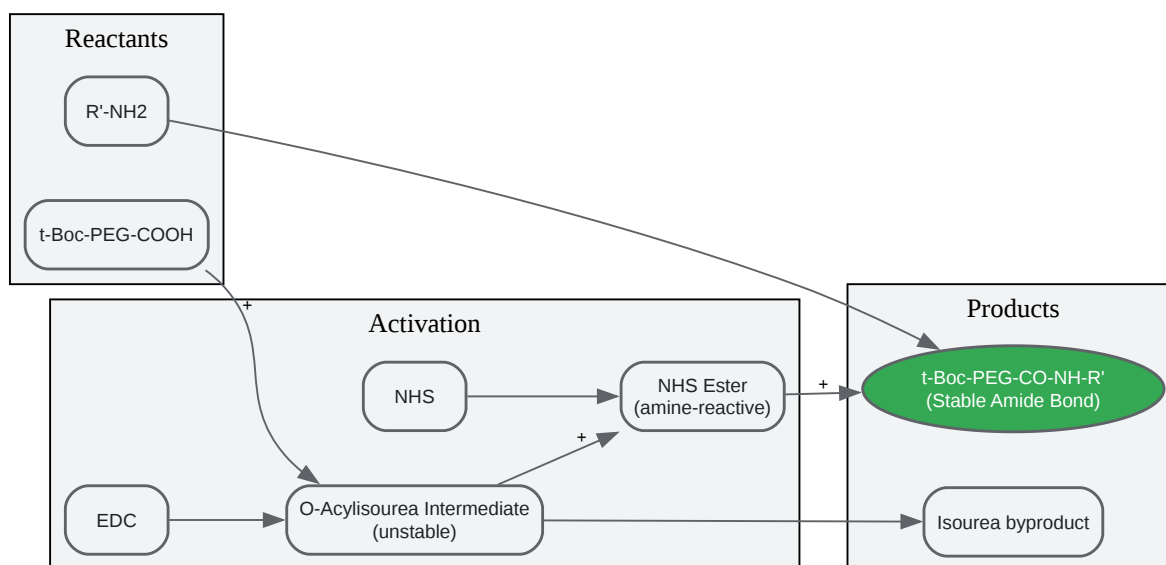 Reactants
R'-NH2
t-Boc-PEG-COOH
+
Activation
NHS
NHS Ester
(amine-reactive)
+
+
EDC
O-Acylisourea Intermediate
(unstable)
Products
t-Boc-PEG-CO-NH-R'
(Stable Amide Bond)
Isourea byproduct